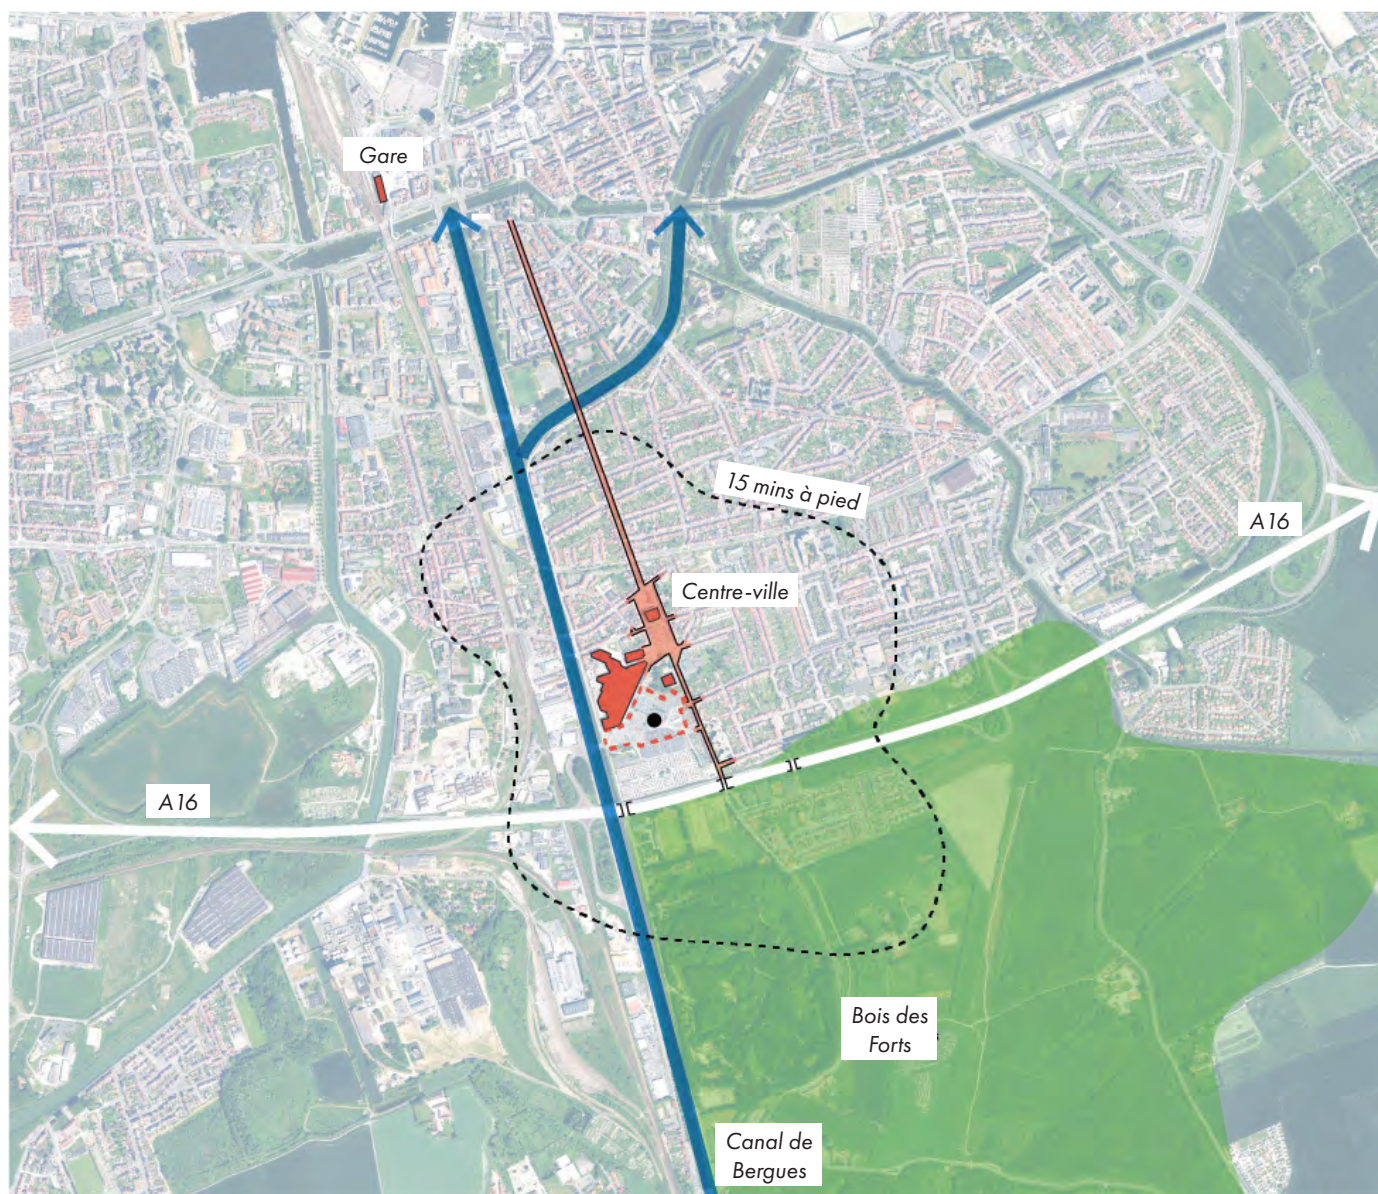 Gare
15 mins à pied
A16
Centre-ville
A16
Bois des
Forts
Canal de
Bergues